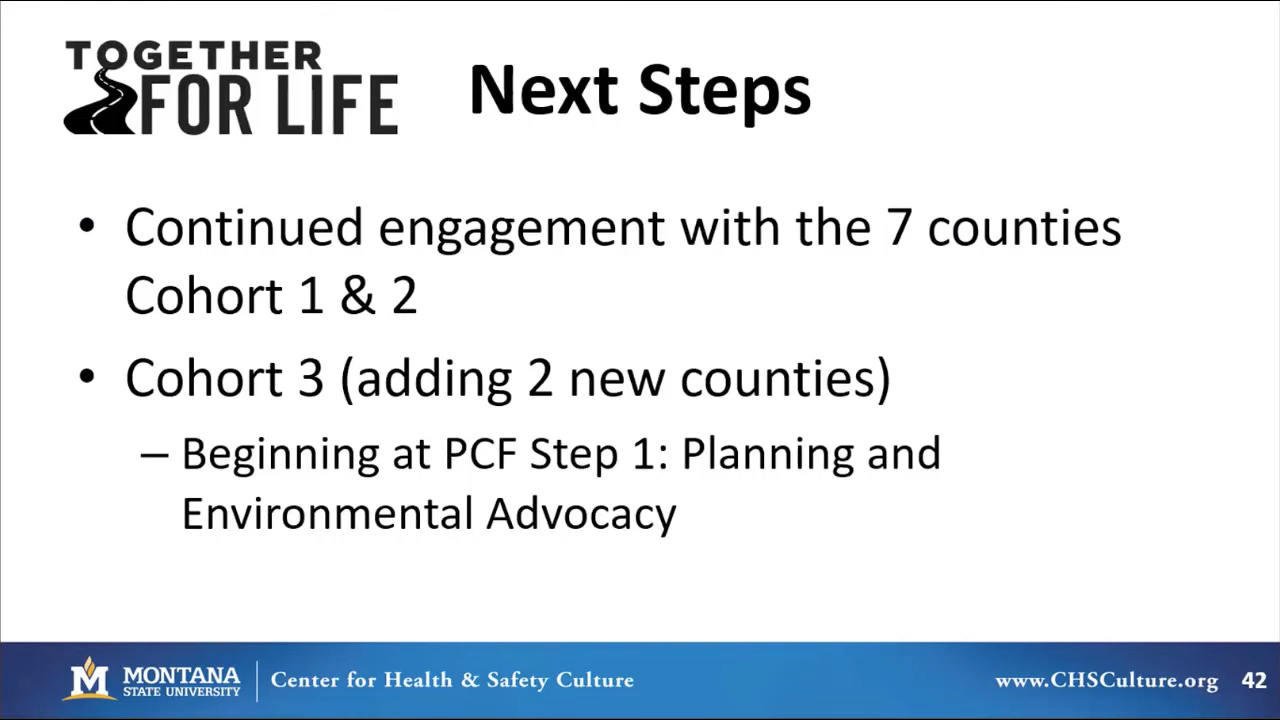 TOGETHER
FOR LIFE
Next Steps
• Continued engagement with the 7 counties
Cohort 1 & 2
• Cohort 3 (adding 2 new counties)
– Beginning at PCF Step 1: Planning and
Environmental Advocacy
M MONTANA
STATE UNIVERSITY
Center for Health & Safety Culture
www.CHSCulture.org 42